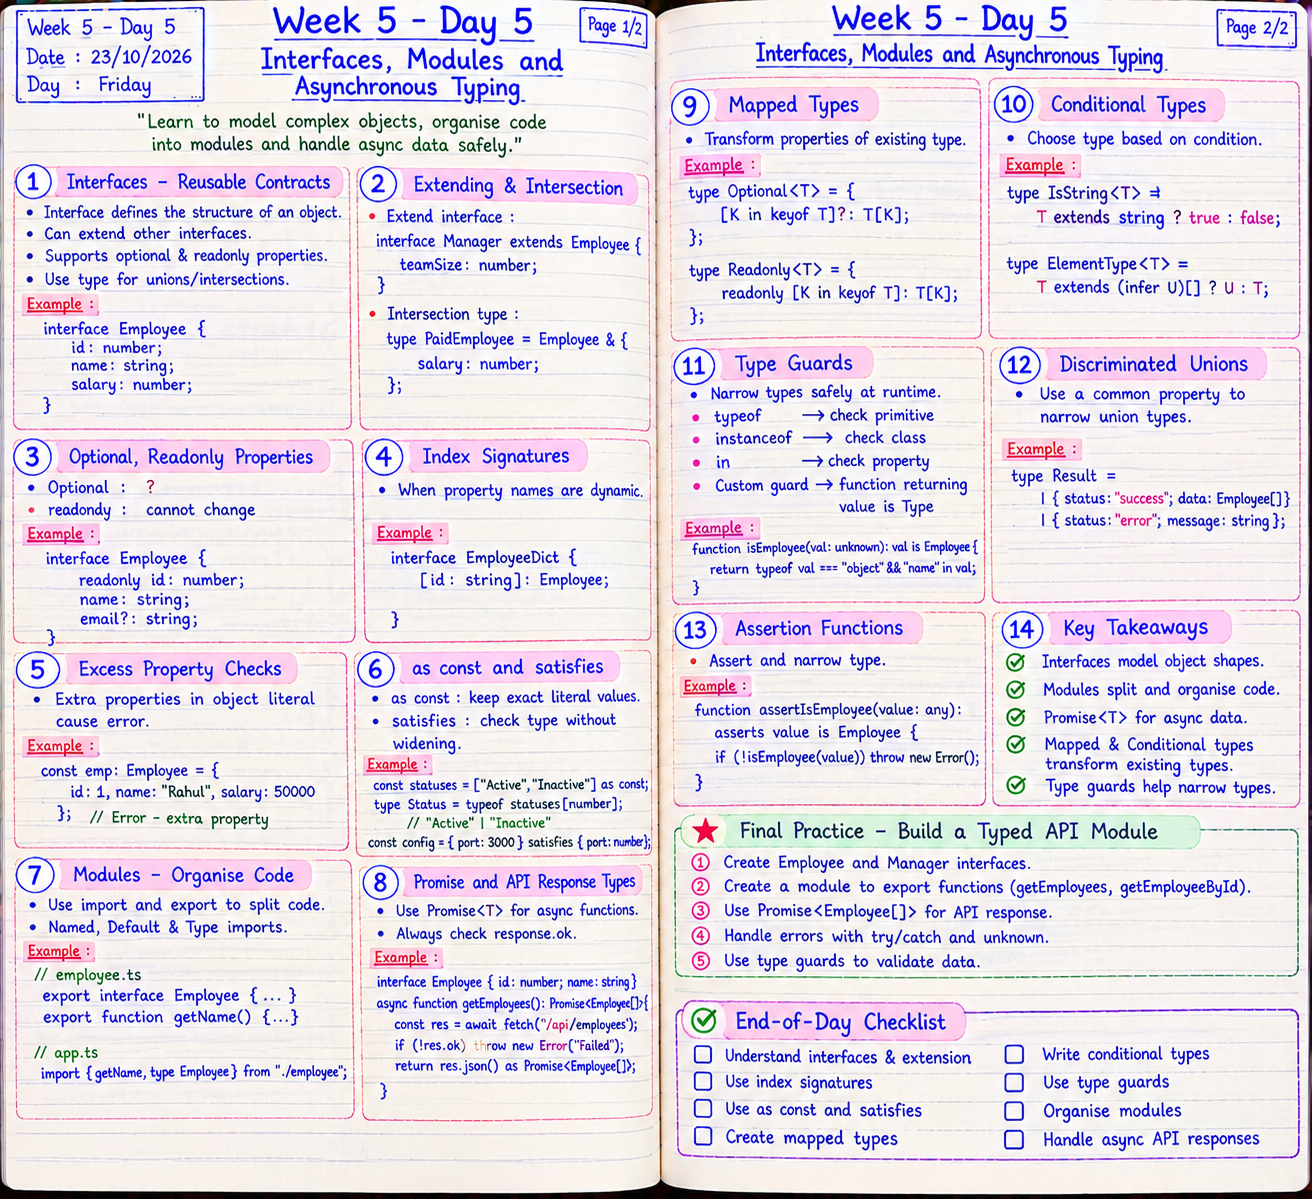 Week 5 - Day 5
Date : 23/10/2026
Day : Friday
Week 5 - Day 5
Page 1/2
Interfaces, Modules and
Asynchronous Typing
"Learn to model complex objects, organise code
into modules and handle async data safely."
1 Interfaces - Reusable Contracts
• Interface defines the structure of an object.
• Can extend other interfaces.
• Supports optional & readonly properties.
• Use type for unions/intersections.
Example :
interface Employee {
id: number;
name: string;
salary: number;
}
2 Extending & Intersection
• Extend interface :
interface Manager extends Employee {
teamSize: number;
}
• Intersection type :
type PaidEmployee = Employee & {
salary: number;
};
3 Optional, Readonly Properties
• Optional : ?
• readondy : cannot change
Example :
interface Employee {
readonly id: number;
name: string;
email?: string;
}
4 Index Signatures
• When property names are dynamic.
Example :
interface EmployeeDict {
[id: string]: Employee;
}
5 Excess Property Checks
• Extra properties in object literal
cause error.
Example :
const emp: Employee = {
id: 1, name: "Rahul", salary: 50000
}; // Error - extra property
6 as const and satisfies
• as const : keep exact literal values.
• satisfies : check type without
widening.
Example :
const statuses = ["Active", "Inactive"] as const;
type Status = typeof statuses[number];
// "Active" | "Inactive"
const config = { port: 3000 } satisfies { port: number};
7 Modules - Organise Code
• Use import and export to split code.
• Named, Default & Type imports.
Example :
// employee.ts
export interface Employee { ... }
export function getName() {...}
// app.ts
import { getName, type Employee } from "./employee";
8 Promise and API Response Types
• Use Promise<T> for async functions.
• Always check response.ok.
Example :
interface Employee { id: number; name: string}
async function getEmployees(): Promise<Employee[]>{
const res = await fetch("/api/employees');
if (!res.ok) throw new Error("Failed");
return res.json() as Promise<Employee[]>;
}
Week 5 - Day 5
Page 2/2
Interfaces, Modules and Asynchronous Typing
9 Mapped Types
• Transform properties of existing type.
Example :
type Optional<T> = {
[K in keyof T]?: T[K];
};
type Readonly<T> = {
readonly [K in keyof T]: T[K];
};
10 Conditional Types
• Choose type based on condition.
Example :
type IsString<T> =
T extends string ? true : false;
type ElementType<T> =
T extends (infer U)[] ? U : T;
11 Type Guards
• Narrow types safely at runtime.
• typeof → check primitive
• instanceof → check class
• in → check property
• Custom guard → function returning
value is Type
Example :
function isEmployee(val: unknown): val is Employee {
return typeof val === "object" && "name" in val;
}
12 Discriminated Unions
• Use a common property to
narrow union types.
Example :
type Result =
| { status: "success"; data: Employee[] }
| { status: "error"; message: string };
13 Assertion Functions
• Assert and narrow type.
Example :
function assertIsEmployee(value: any):
asserts value is Employee {
if (!isEmployee(value)) throw new Error();
}
14 Key Takeaways
Interfaces model object shapes.
Modules split and organise code.
Promise<T> for async data.
Mapped & Conditional types
transform existing types.
Type guards help narrow types.
★ Final Practice - Build a Typed API Module
1 Create Employee and Manager interfaces.
2 Create a module to export functions (getEmployees, getEmployeeById).
3 Use Promise<Employee[]> for API response.
4 Handle errors with try/catch and unknown.
5 Use type guards to validate data.
End-of-Day Checklist
Understand interfaces & extension
Use index signatures
Use as const and satisfies
Create mapped types
Write conditional types
Use type guards
Organise modules
Handle async API responses